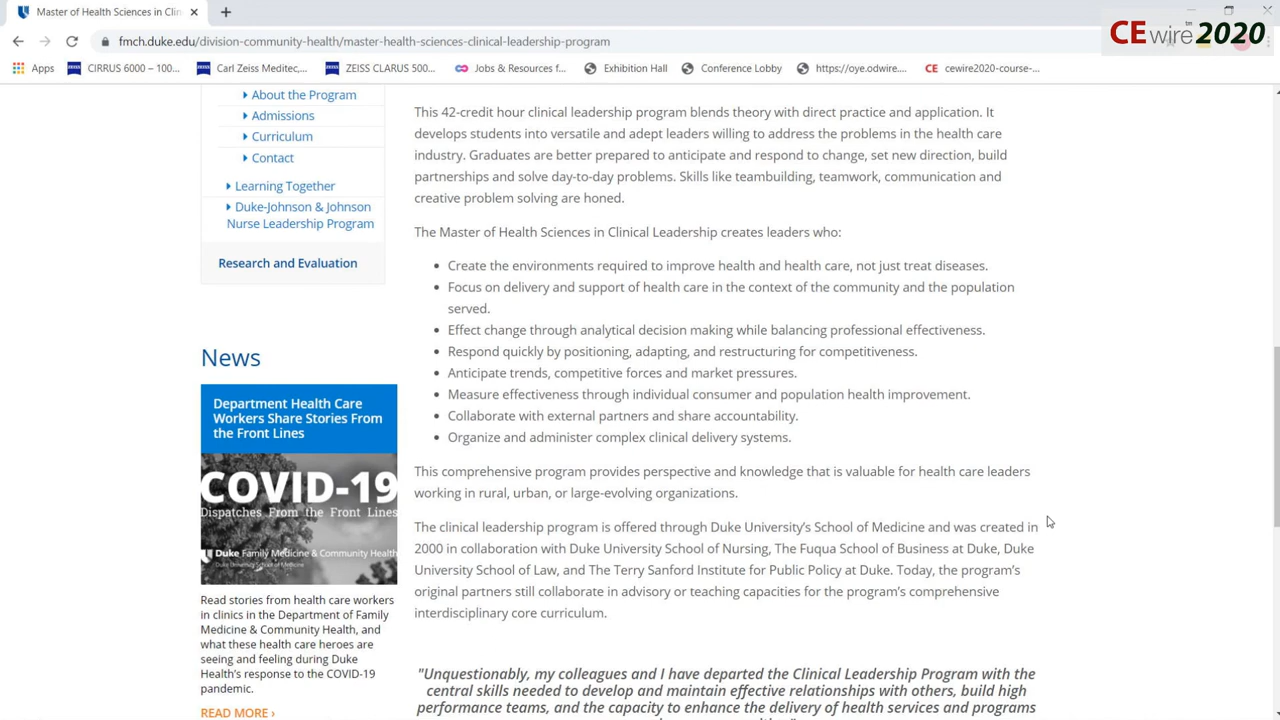 Master of Health Sciences in Clin
fmch.duke.edu/division-community-health/master-health-sciences-clinical-leadership-program
CEwire™2020
Apps
CIRRUS 6000 – 100...
Carl Zeiss Meditec,...
ZEISS CLARUS 500...
Jobs & Resources f...
Exhibition Hall
Conference Lobby
https://oye.odwire....
CE cewire2020-course-...
About the Program
Admissions
Curriculum
Contact
Learning Together
Duke-Johnson & Johnson
Nurse Leadership Program
Research and Evaluation
News
Department Health Care
Workers Share Stories From
the Front Lines
COVID-19
Dispatches From the Front Lines
Duke Family Medicine & Community Health
Duke University School of Medicine
Read stories from health care workers
in clinics in the Department of Family
Medicine & Community Health, and
what these health care heroes are
seeing and feeling during Duke
Health's response to the COVID-19
pandemic.
READ MORE ›
This 42-credit hour clinical leadership program blends theory with direct practice and application. It
develops students into versatile and adept leaders willing to address the problems in the health care
industry. Graduates are better prepared to anticipate and respond to change, set new direction, build
partnerships and solve day-to-day problems. Skills like teambuilding, teamwork, communication and
creative problem solving are honed.
The Master of Health Sciences in Clinical Leadership creates leaders who:
• Create the environments required to improve health and health care, not just treat diseases.
• Focus on delivery and support of health care in the context of the community and the population
served.
• Effect change through analytical decision making while balancing professional effectiveness.
• Respond quickly by positioning, adapting, and restructuring for competitiveness.
• Anticipate trends, competitive forces and market pressures.
• Measure effectiveness through individual consumer and population health improvement.
• Collaborate with external partners and share accountability.
• Organize and administer complex clinical delivery systems.
This comprehensive program provides perspective and knowledge that is valuable for health care leaders
working in rural, urban, or large-evolving organizations.
The clinical leadership program is offered through Duke University's School of Medicine and was created in
2000 in collaboration with Duke University School of Nursing, The Fuqua School of Business at Duke, Duke
University School of Law, and The Terry Sanford Institute for Public Policy at Duke. Today, the program's
original partners still collaborate in advisory or teaching capacities for the program's comprehensive
interdisciplinary core curriculum.
"Unquestionably, my colleagues and I have departed the Clinical Leadership Program with the
central skills needed to develop and maintain effective relationships with others, build high
performance teams, and the capacity to enhance the delivery of health services and programs